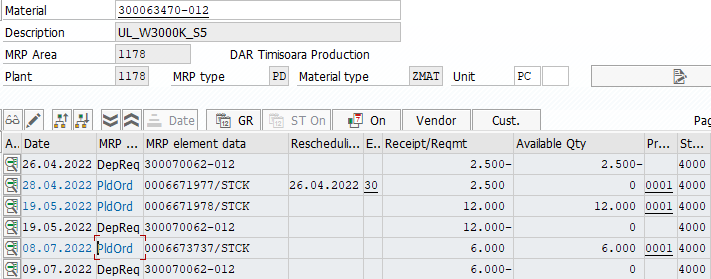 Material 300063470-012
Description UL_W3000K_S5
MRP Area 1178 DAR Timisoara Production
Plant 1178 MRP type PD Material type ZMAT Unit PC
Date GR ST On On Vendor Cust. Pag
A.. Date MRP ... MRP element data Rescheduli... E... Receipt/Reqmt Available Qty Pr... St...
26.04.2022 DepReq 300070062-012 2.500- 2.500- 4000
28.04.2022 PldOrd 0006671977/STCK 26.04.2022 30 2.500 0 0001 4000
19.05.2022 PldOrd 0006671978/STCK 12.000 12.000 0001 4000
19.05.2022 DepReq 300070062-012 12.000- 0 4000
08.07.2022 PldOrd 0006673737/STCK 6.000 6.000 0001 4000
09.07.2022 DepReq 300070062-012 6.000- 0 4000